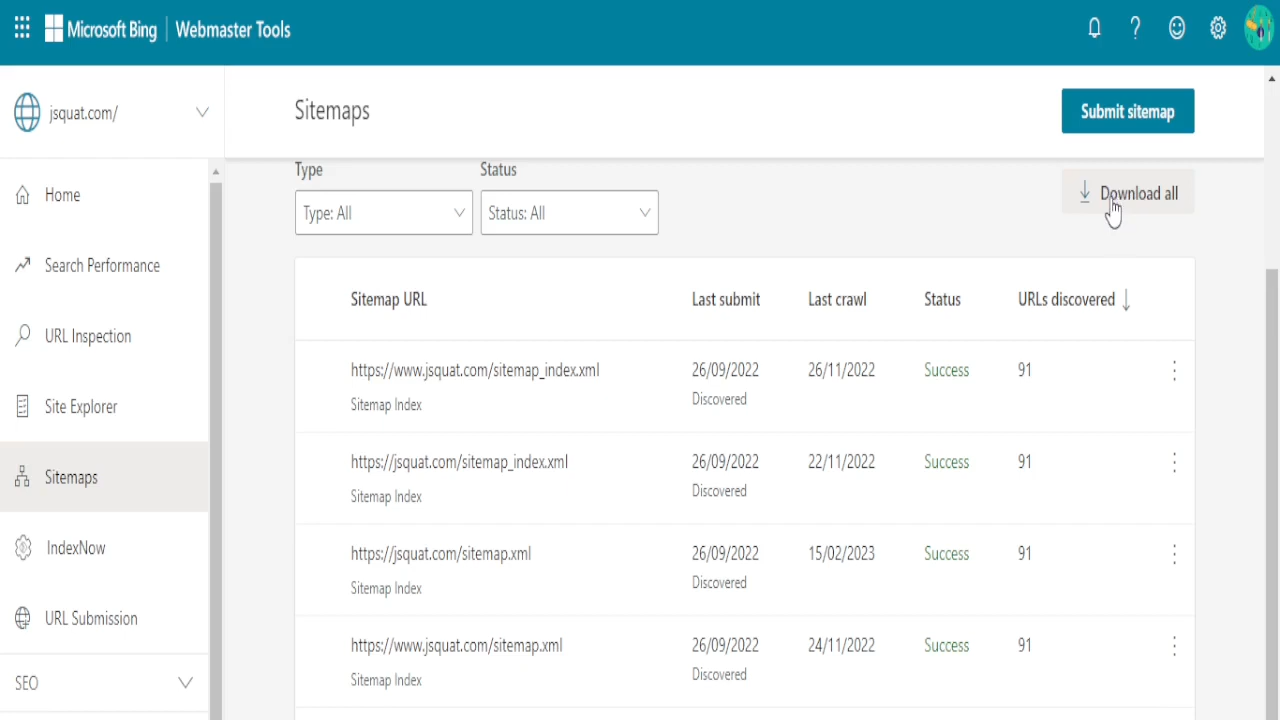 Microsoft Bing | Webmaster Tools
jsquat.com/
Sitemaps
Submit sitemap
Home
Search Performance
URL Inspection
Site Explorer
Sitemaps
IndexNow
URL Submission
SEO
Type
Status
Type: All
Status: All
Download all
Sitemap URL Last submit Last crawl Status URLs discovered
https://www.jsquat.com/sitemap_index.xml 26/09/2022 26/11/2022 Success 91
Sitemap Index Discovered
https://jsquat.com/sitemap_index.xml 26/09/2022 22/11/2022 Success 91
Sitemap Index Discovered
https://jsquat.com/sitemap.xml 26/09/2022 15/02/2023 Success 91
Sitemap Index Discovered
https://www.jsquat.com/sitemap.xml 26/09/2022 24/11/2022 Success 91
Sitemap Index Discovered